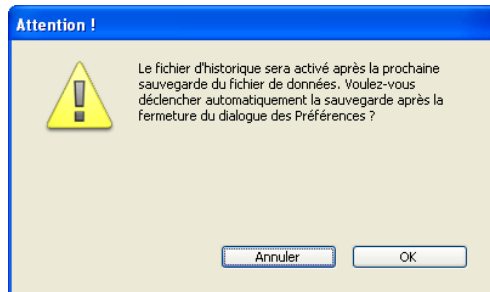 Attention !
Le fichier d'historique sera activé après la prochaine
sauvegarde du fichier de données. Voulez-vous
déclencher automatiquement la sauvegarde après la
fermeture du dialogue des Préférences ?
Annuler OK